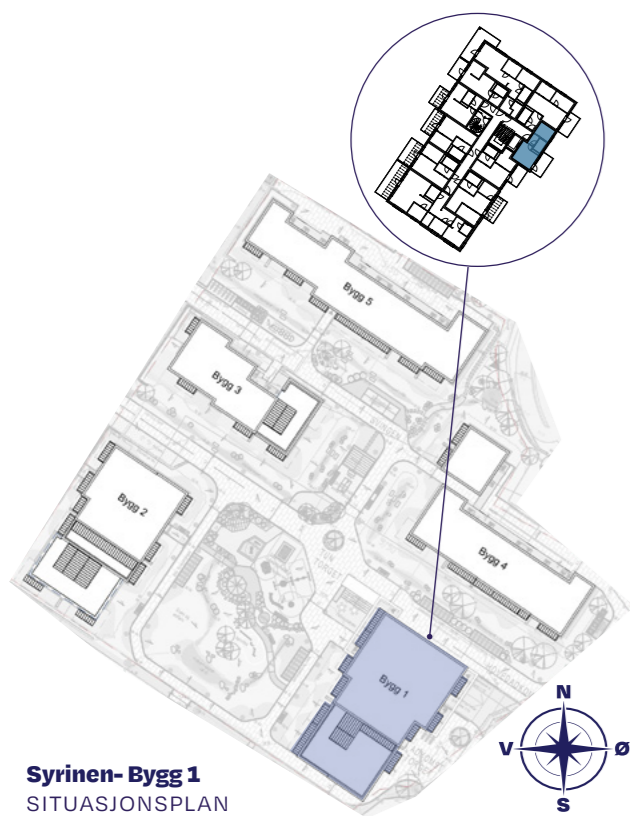 Bygg 5
Bygg 3
Bygg 2
Bygg 4
Bygg 1
N
V Ø
S
Syrinen- Bygg 1
SITUASJONSPLAN